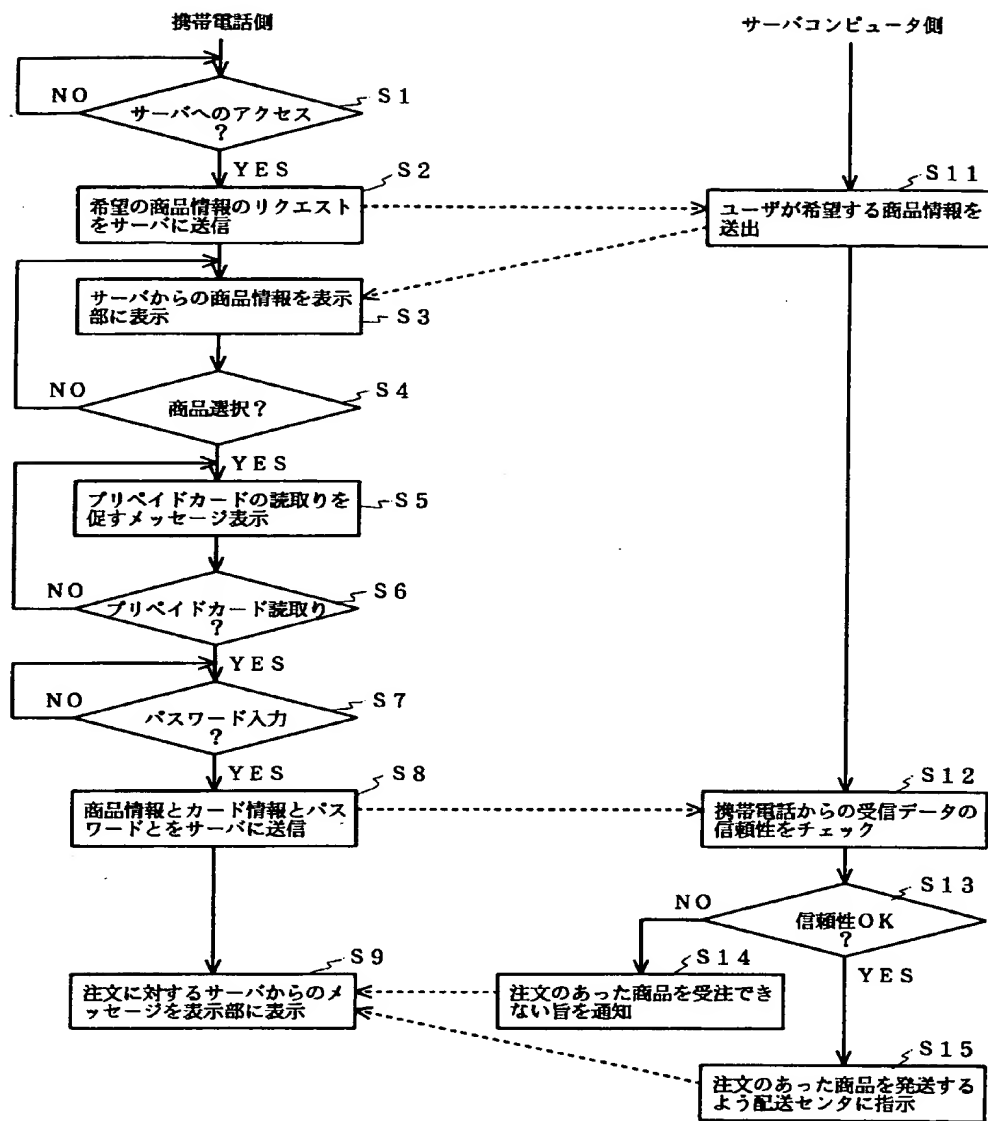 携帯電話側
サーバコンピュータ側
NO
サーバへのアクセス
?
S1
YES
S2
希望の商品情報のリクエスト
をサーバに送信
S11
ユーザが希望する商品情報を
送出
サーバからの商品情報を表示
部に表示
S3
NO
商品選択?
S4
YES
プリペイドカードの読取りを
促すメッセージ表示
S5
NO
プリペイドカード読取り
?
S6
YES
NO
パスワード入力
?
S7
YES
S8
商品情報とカード情報とパス
ワードとをサーバに送信
S12
携帯電話からの受信データの
信頼性をチェック
S13
NO
信頼性OK
?
YES
S9
注文に対するサーバからのメ
ッセージを表示部に表示
S14
注文のあった商品を受注でき
ない旨を通知
S15
注文のあった商品を発送する
よう配送センタに指示